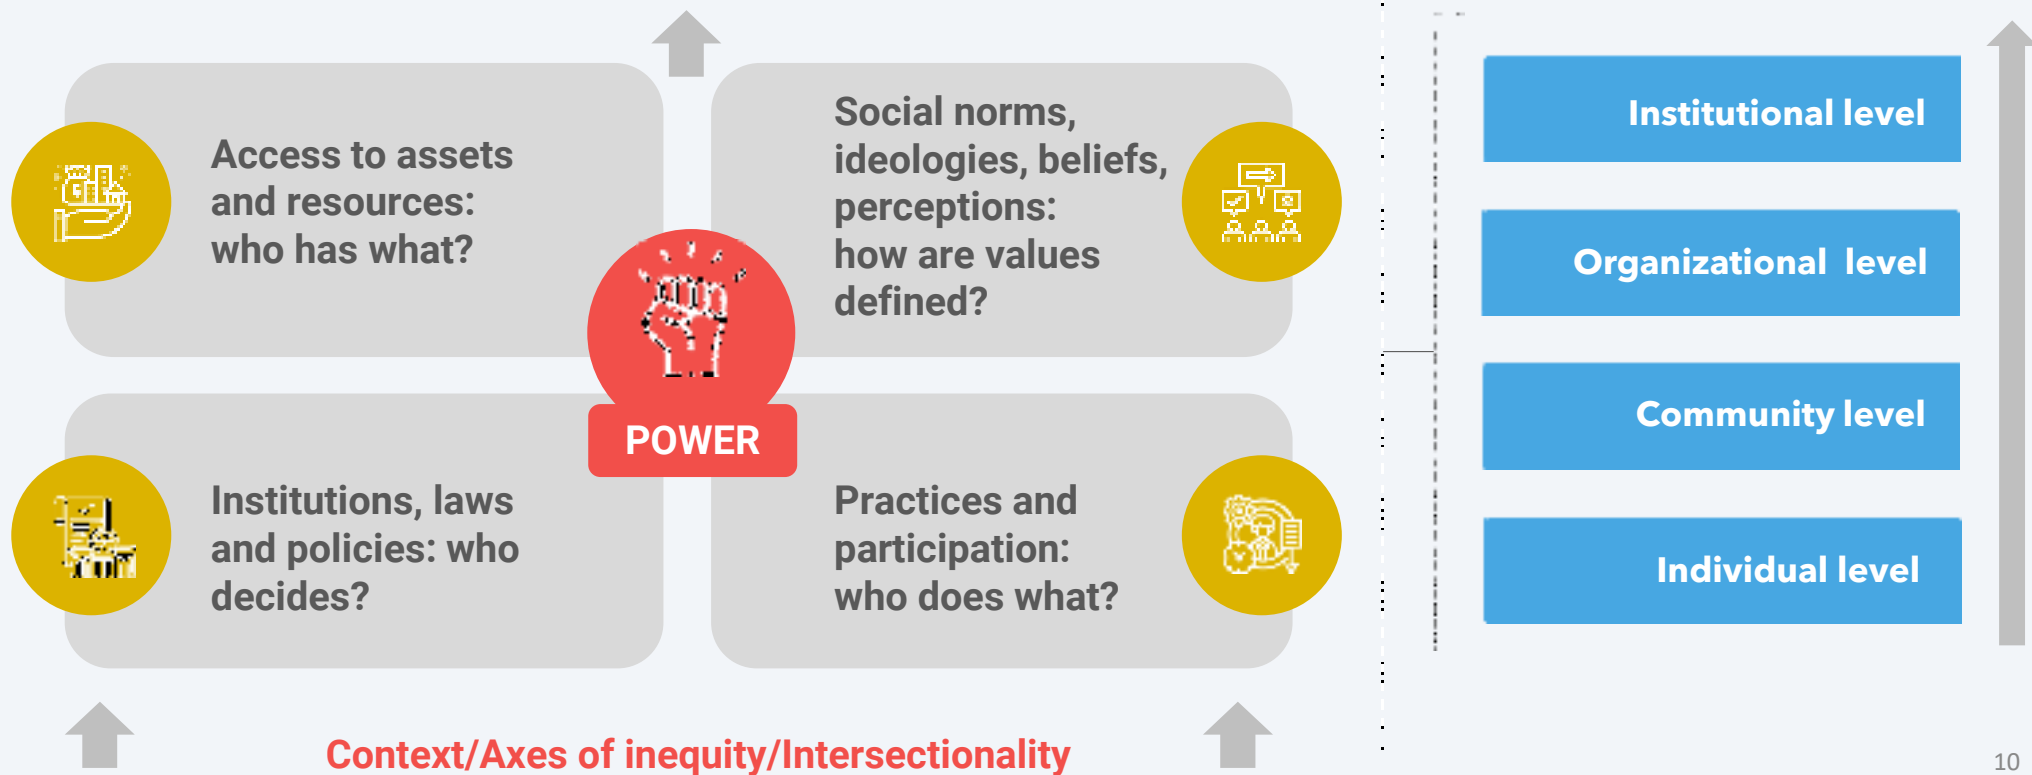 Access to assets
and resources:
who has what?
Social norms,
ideologies, beliefs,
perceptions:
how are values
defined?
POWER
Institutions, laws
and policies: who
decides?
Practices and
participation:
who does what?
Context/Axes of inequity/Intersectionality
Institutional level
Organizational level
Community level
Individual level
10